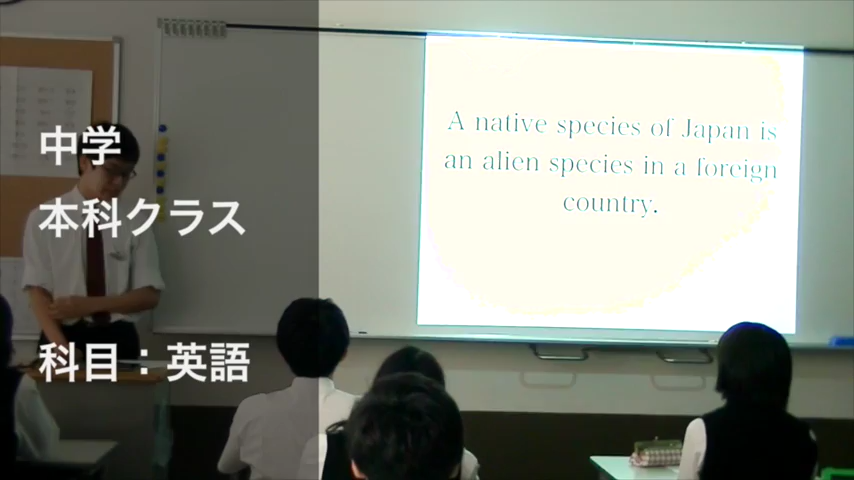 中学
本科クラス
科目：英語
A native species of Japan is
an alien species in a foreign
country.